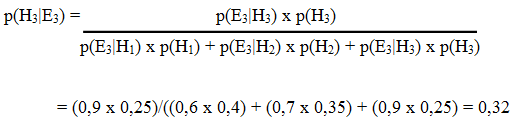 p(H₃|E₃) = p(E₃|H₃) x p(H₃)
p(E₃|H₁) x p(H₁) + p(E₃|H₂) x p(H₂) + p(E₃|H₃) x p(H₃)
= (0,9 x 0,25)/((0,6 x 0,4) + (0,7 x 0,35) + (0,9 x 0,25) = 0,32